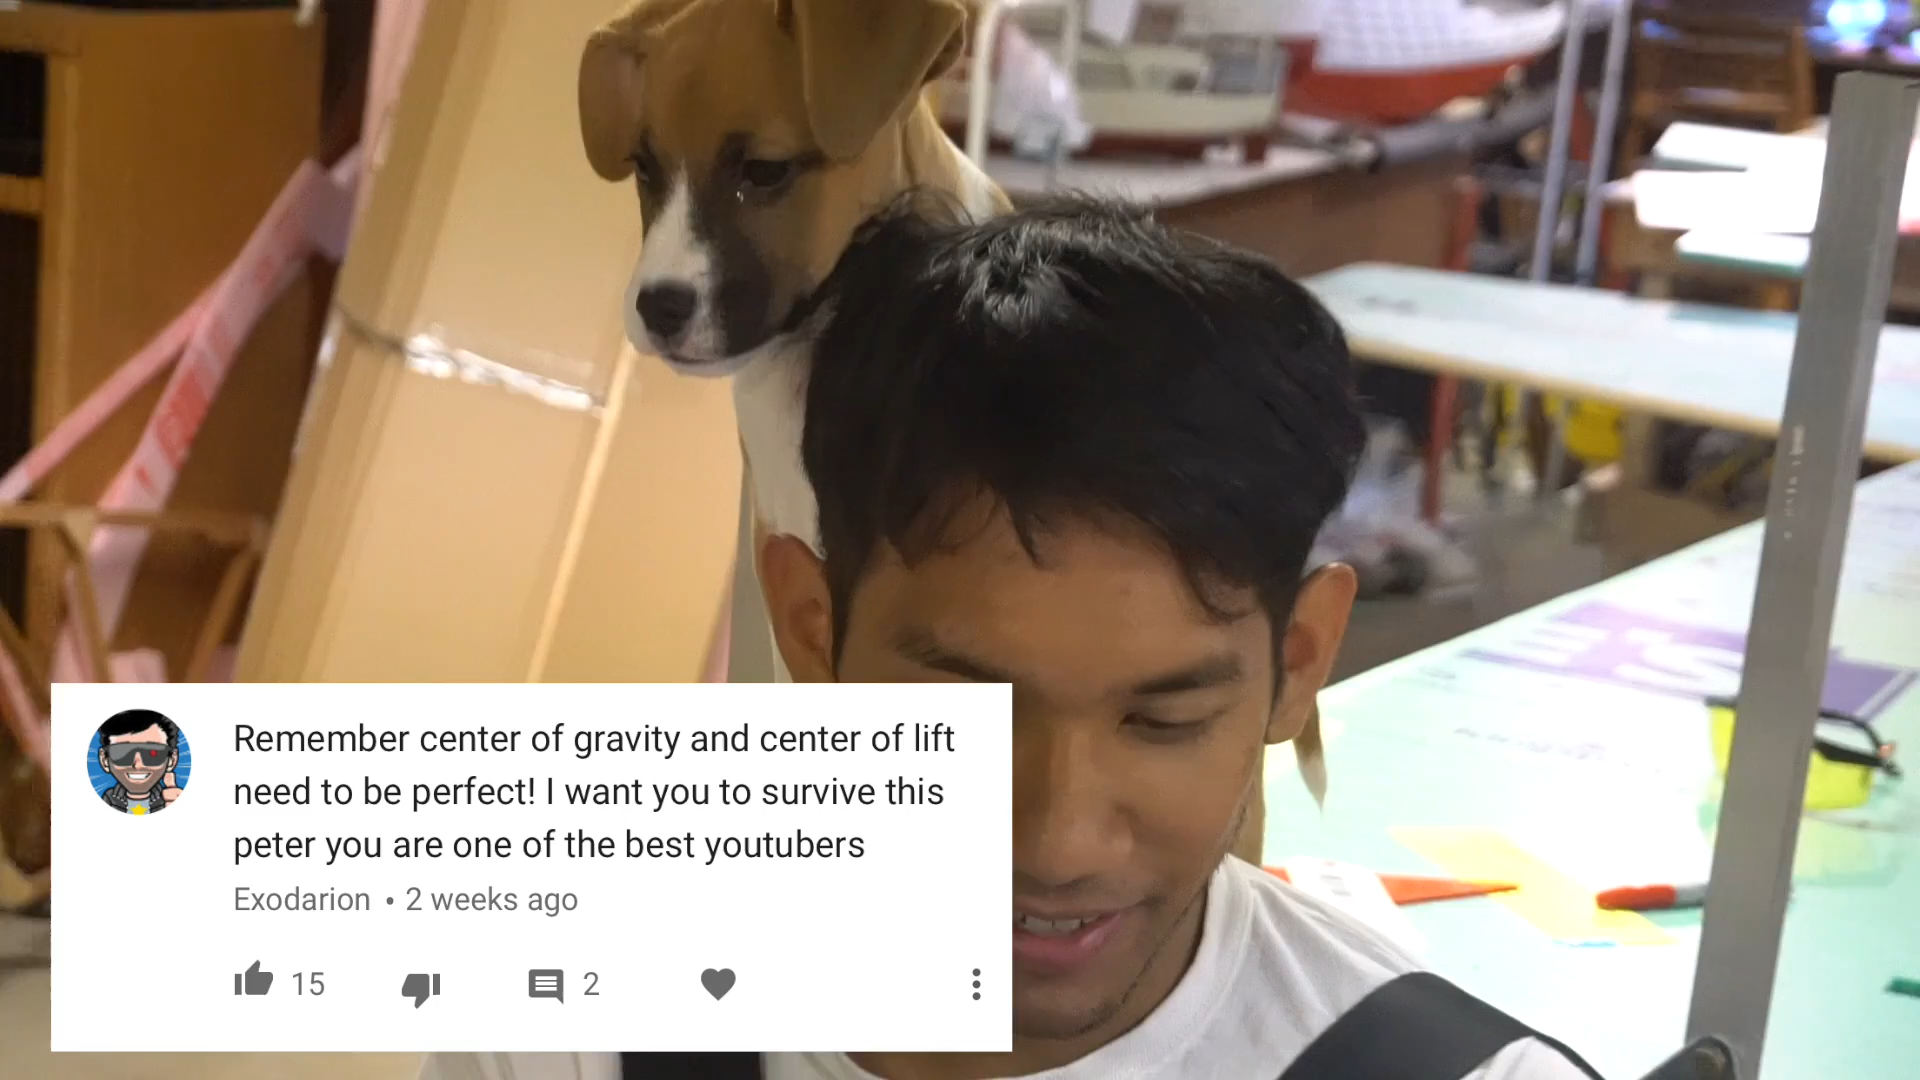 Remember center of gravity and center of lift
need to be perfect! I want you to survive this
peter you are one of the best youtubers
Exodarion • 2 weeks ago
15
2